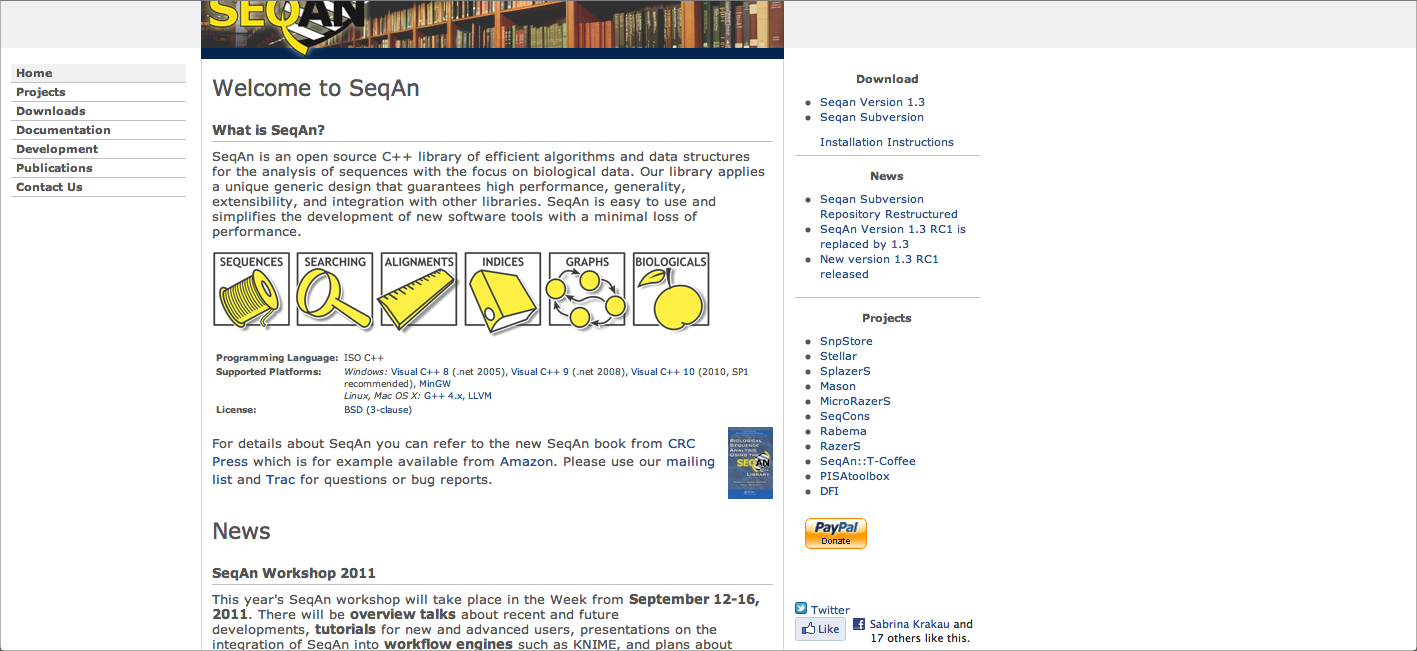 SEQAN
Home
Projects
Downloads
Documentation
Development
Publications
Contact Us
Welcome to SeqAn
What is SeqAn?
SeqAn is an open source C++ library of efficient algorithms and data structures
for the analysis of sequences with the focus on biological data. Our library applies
a unique generic design that guarantees high performance, generality,
extensibility, and integration with other libraries. SeqAn is easy to use and
simplifies the development of new software tools with a minimal loss of
performance.
SEQUENCES SEARCHING ALIGNMENTS INDICES GRAPHS BIOLOGICALS
Programming Language: ISO C++
Supported Platforms: Windows: Visual C++ 8 (.net 2005), Visual C++ 9 (.net 2008), Visual C++ 10 (2010, SP1
recommended), MinGW
Linux, Mac OS X: G++ 4.x, LLVM
License: BSD (3-clause)
For details about SeqAn you can refer to the new SeqAn book from CRC
Press which is for example available from Amazon. Please use our mailing
list and Trac for questions or bug reports.
BIOLOGICAL
SEQUENCE
ANALYSIS
USING THE
SEQAN
C++
LIBRARY
News
SeqAn Workshop 2011
This year's SeqAn workshop will take place in the Week from September 12-16,
2011. There will be overview talks about recent and future
developments, tutorials for new and advanced users, presentations on the
integration of SeqAn into workflow engines such as KNIME, and plans about
Download
Seqan Version 1.3
Seqan Subversion
Installation Instructions
News
Seqan Subversion
Repository Restructured
SeqAn Version 1.3 RC1 is
replaced by 1.3
New version 1.3 RC1
released
Projects
SnpStore
Stellar
SplazerS
Mason
MicroRazerS
SeqCons
Rabema
RazerS
SeqAn::T-Coffee
PISAtoolbox
DFI
PayPal
Donate
Twitter
Like
Sabrina Krakau and
17 others like this.